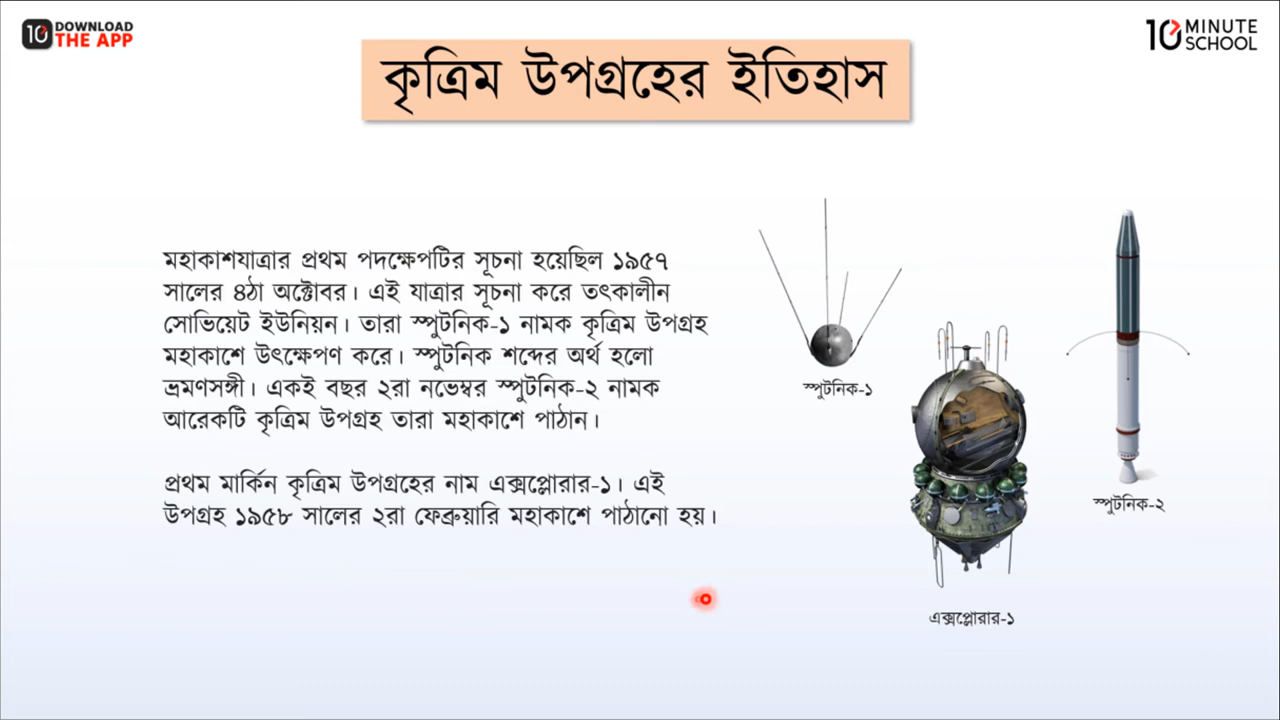 DOWNLOAD
THE APP
10 MINUTE
SCHOOL
কৃত্রিম উপগ্রহের ইতিহাস
মহাকাশযাত্রার প্রথম পদক্ষেপটির সূচনা হয়েছিল ১৯৫৭
সালের ৪ঠা অক্টোবর। এই যাত্রার সূচনা করে তৎকালীন
সোভিয়েট ইউনিয়ন। তারা স্পুটনিক-১ নামক কৃত্রিম উপগ্রহ
মহাকাশে উৎক্ষেপণ করে। স্পুটনিক শব্দের অর্থ হলো
ভ্রমণসঙ্গী। একই বছর ২রা নভেম্বর স্পুটনিক-২ নামক
আরেকটি কৃত্রিম উপগ্রহ তারা মহাকাশে পাঠান।
প্রথম মার্কিন কৃত্রিম উপগ্রহের নাম এক্সপ্লোরার-১। এই
উপগ্রহ ১৯৫৮ সালের ২রা ফেব্রুয়ারি মহাকাশে পাঠানো হয়।
স্পুটনিক-১
স্পুটনিক-২
এক্সপ্লোরার-১